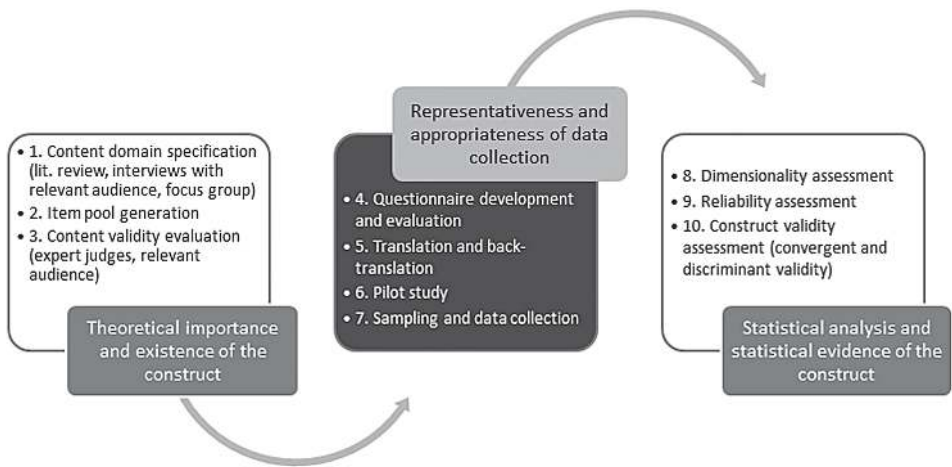 • 1. Content domain specification
(lit. review, interviews with
relevant audience, focus group)
• 2. Item pool generation
• 3. Content validity evaluation
(expert judges, relevant
audience)
Theoretical importance
and existence of the
construct
Representativeness and
appropriateness of data
collection
• 4. Questionnaire development
and evaluation
• 5. Translation and back-
translation
• 6. Pilot study
• 7. Sampling and data collection
• 8. Dimensionality assessment
• 9. Reliability assessment
• 10. Construct validity
assessment (convergent and
discriminant validity)
Statistical analysis and
statistical evidence of the
construct